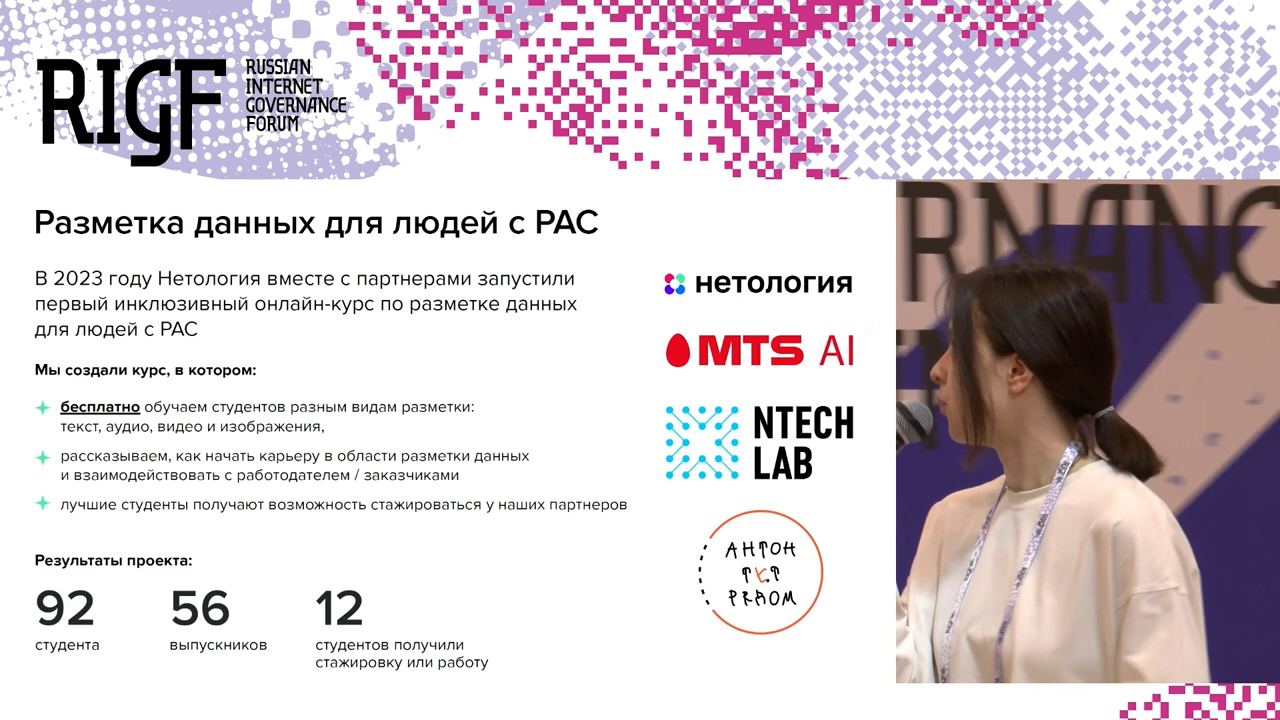 RIGF
RUSSIAN
INTERNET
GOVERNANCE
FORUM
Разметка данных для людей с РАС
В 2023 году Нетология вместе с партнерами запустили
первый инклюзивный онлайн-курс по разметке данных
для людей с РАС
Мы создали курс, в котором:
бесплатно обучаем студентов разным видам разметки:
текст, аудио, видео и изображения,
рассказываем, как начать карьеру в области разметки данных
и взаимодействовать с работодателем / заказчиками
лучшие студенты получают возможность стажироваться у наших партнеров
Результаты проекта:
92
студента
56
выпускников
12
студентов получили
стажировку или работу
нетология
MTS AI
NTECH
LAB
АНТОН
ТУТ
РЯДОМ
RNANC